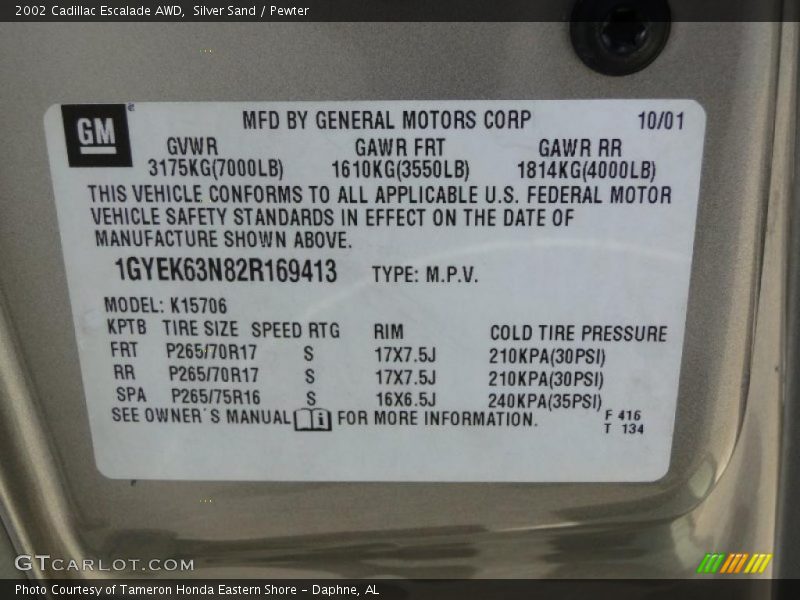 2002 Cadillac Escalade AWD, Silver Sand / Pewter
GM
MFD BY GENERAL MOTORS CORP 10/01
GVWR GAWR FRT GAWR RR
3175KG(7000LB) 1610KG(3550LB) 1814KG(4000LB)
THIS VEHICLE CONFORMS TO ALL APPLICABLE U.S. FEDERAL MOTOR
VEHICLE SAFETY STANDARDS IN EFFECT ON THE DATE OF
MANUFACTURE SHOWN ABOVE.
1GYEK63N82R169413 TYPE: M.P.V.
MODEL: K15706
KPTB TIRE SIZE SPEED RTG RIM COLD TIRE PRESSURE
FRT P265/70R17 S 17X7.5J 210KPA(30PSI)
RR P265/70R17 S 17X7.5J 210KPA(30PSI)
SPA P265/75R16 S 16X6.5J 240KPA(35PSI)
SEE OWNER'S MANUAL i FOR MORE INFORMATION. F 416
T 134
GTCARLOT.COM
Photo Courtesy of Tameron Honda Eastern Shore - Daphne, AL